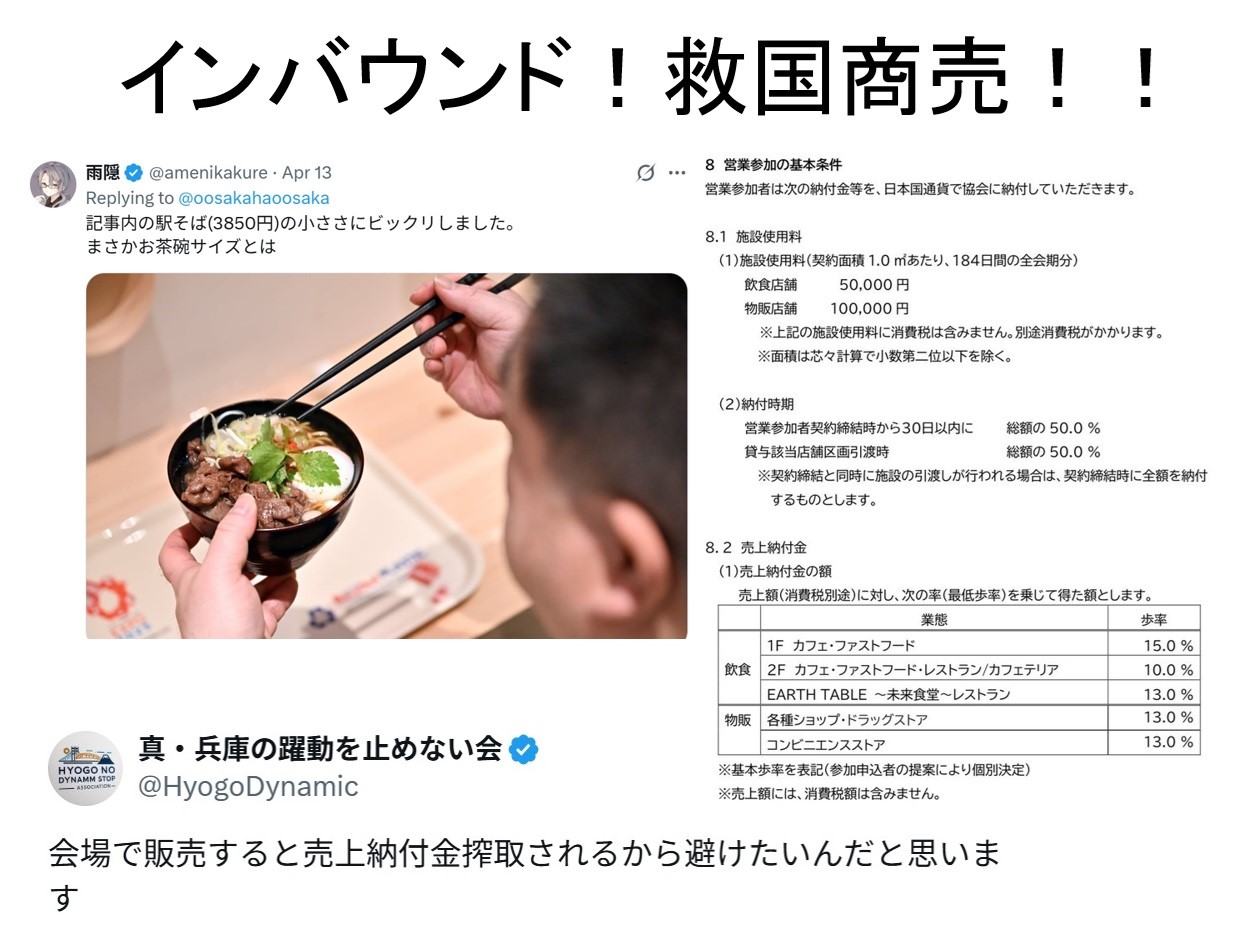 インバウンド！救国商売！！
雨隠 @amenikakure · Apr 13
Replying to @oosakahaoosaka
記事内の駅そば(3850円)の小ささにビックリしました。
まさかお茶碗サイズとは
真・兵庫の躍動を止めない会
@HyogoDynamic
HYOGO NO
DYNAMM STOP
ASSOCIATION
会場で販売すると売上納付金搾取されるから避けたいんだと思いま
す
8 営業参加の基本条件
営業参加者は次の納付金等を、日本国通貨で協会に納付していただきます。
8.1 施設使用料
(1)施設使用料(契約面積 1.0 ㎡あたり、184日間の全会期分)
飲食店舗 50,000 円
物販店舗 100,000 円
※上記の施設使用料に消費税は含みません。別途消費税がかかります。
※面積は芯々計算で小数第二位以下を除く。
(2)納付時期
営業参加者契約締結時から30日以内に 総額の 50.0 %
貸与該当店舗区画引渡時 総額の 50.0 %
※契約締結と同時に施設の引渡しが行われる場合は、契約締結時に全額を納付
するものとします。
8.2 売上納付金
(1)売上納付金の額
売上額(消費税別途)に対し、次の率(最低歩率)を乗じて得た額とします。
業態 歩率
飲食 1F カフェ・ファストフード 15.0 %
2F カフェ・ファストフード・レストラン/カフェテリア 10.0 %
EARTH TABLE ～未来食堂～レストラン 13.0 %
物販 各種ショップ・ドラッグストア 13.0 %
コンビニエンスストア 13.0 %
※基本歩率を表記(参加申込者の提案により個別決定)
※売上額には、消費税額は含みません。